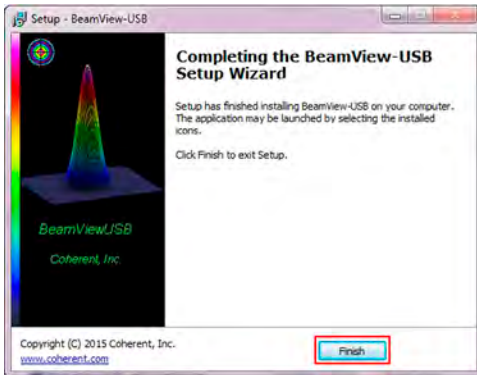 Setup - BeamView-USB
Completing the BeamView-USB
Setup Wizard
Setup has finished installing BeamView-USB on your computer.
The application may be launched by selecting the installed
icons.
Click Finish to exit Setup.
BeamViewUSB
Coherent, Inc.
Copyright (C) 2015 Coherent, Inc.
www.coherent.com
Finish